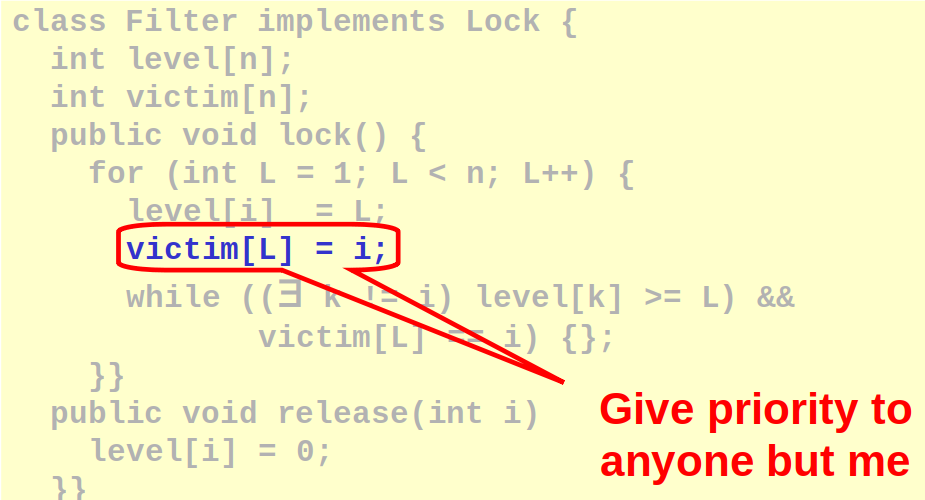 class Filter implements Lock {
int level[n];
int victim[n];
public void lock() {
for (int L = 1; L < n; L++) {
level[i] = L;
victim[L] = i;
while ((∃ k != i) level[k] >= L) &&
victim[L] == i) {};
}}
public void release(int i)
level[i] = 0;
}}
Give priority to
anyone but me